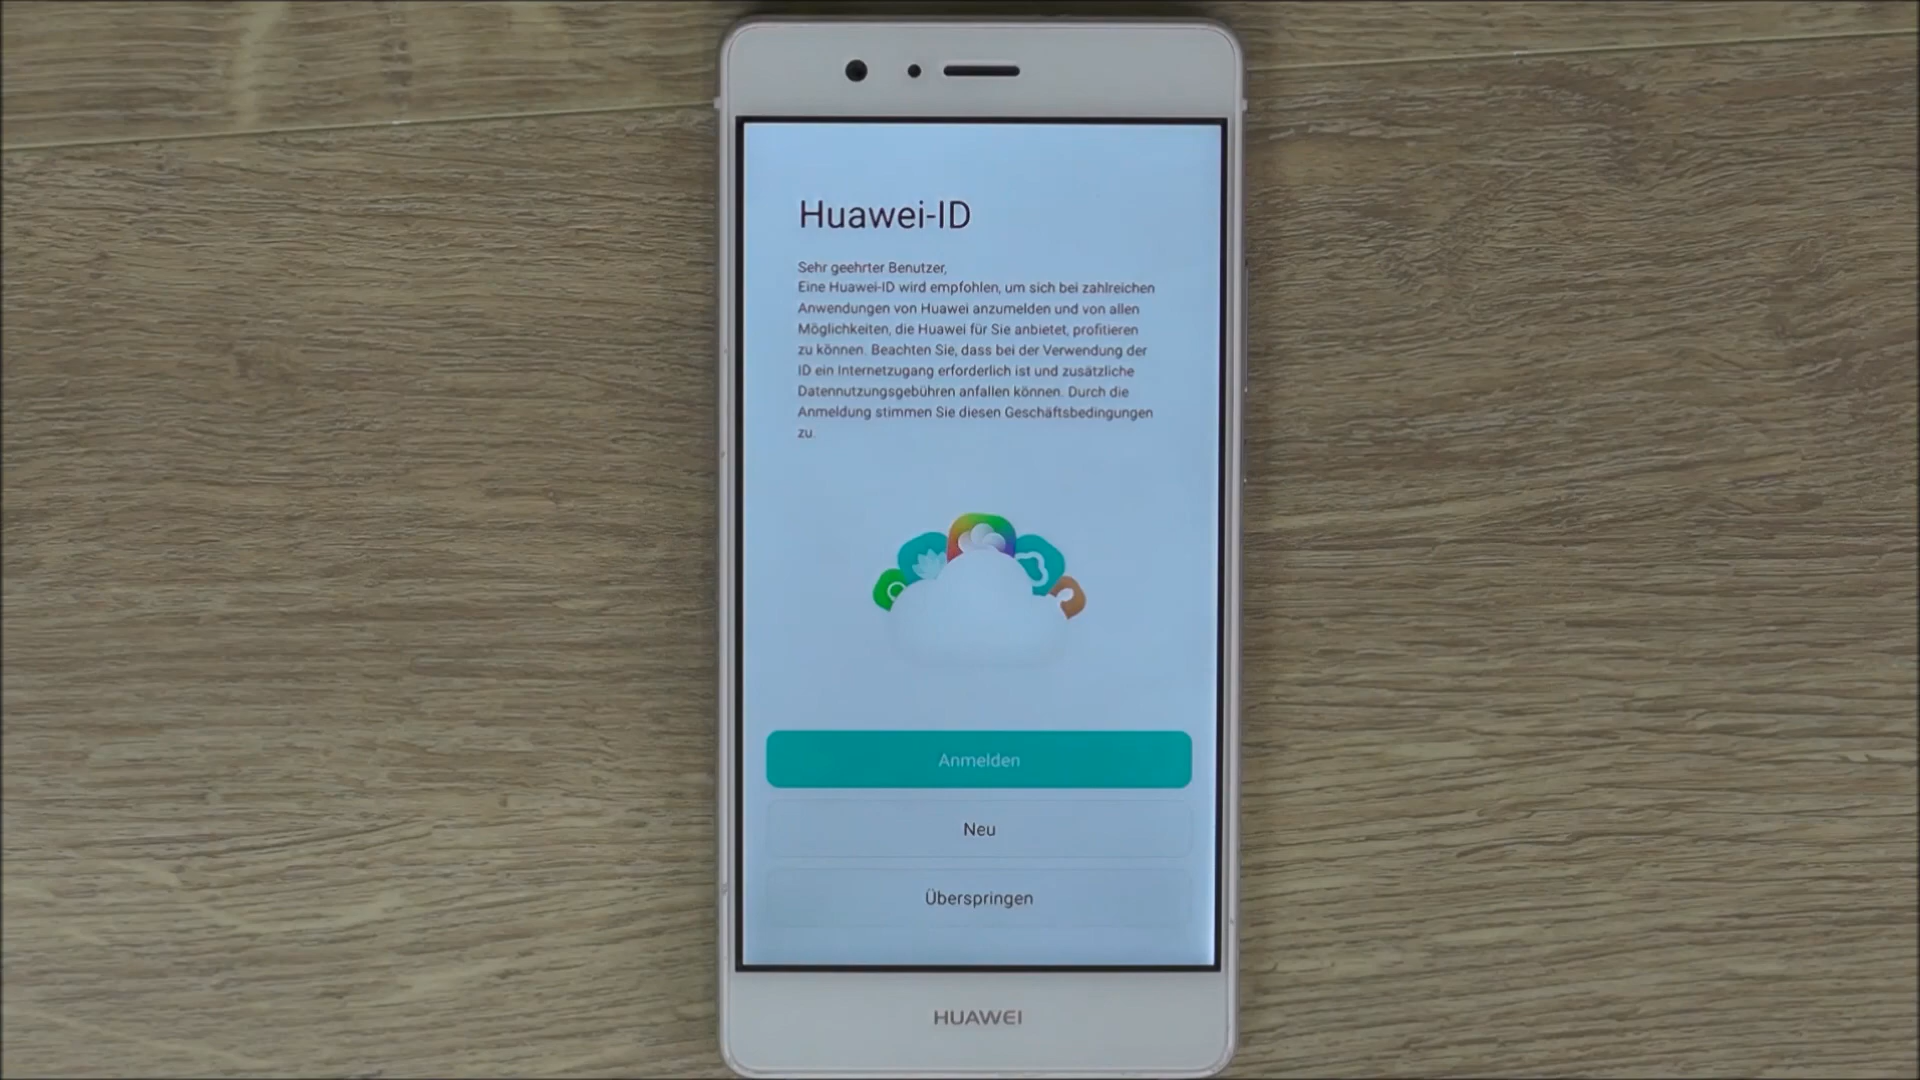 Huawei-ID
Sehr geehrter Benutzer,
Eine Huawei-ID wird empfohlen, um sich bei zahlreichen
Anwendungen von Huawei anzumelden und von allen
Möglichkeiten, die Huawei für Sie anbietet, profitieren
zu können. Beachten Sie, dass bei der Verwendung der
ID ein Internetzugang erforderlich ist und zusätzliche
Datennutzungsgebühren anfallen können. Durch die
Anmeldung stimmen Sie diesen Geschäftsbedingungen
zu.
Anmelden
Neu
Überspringen
HUAWEI